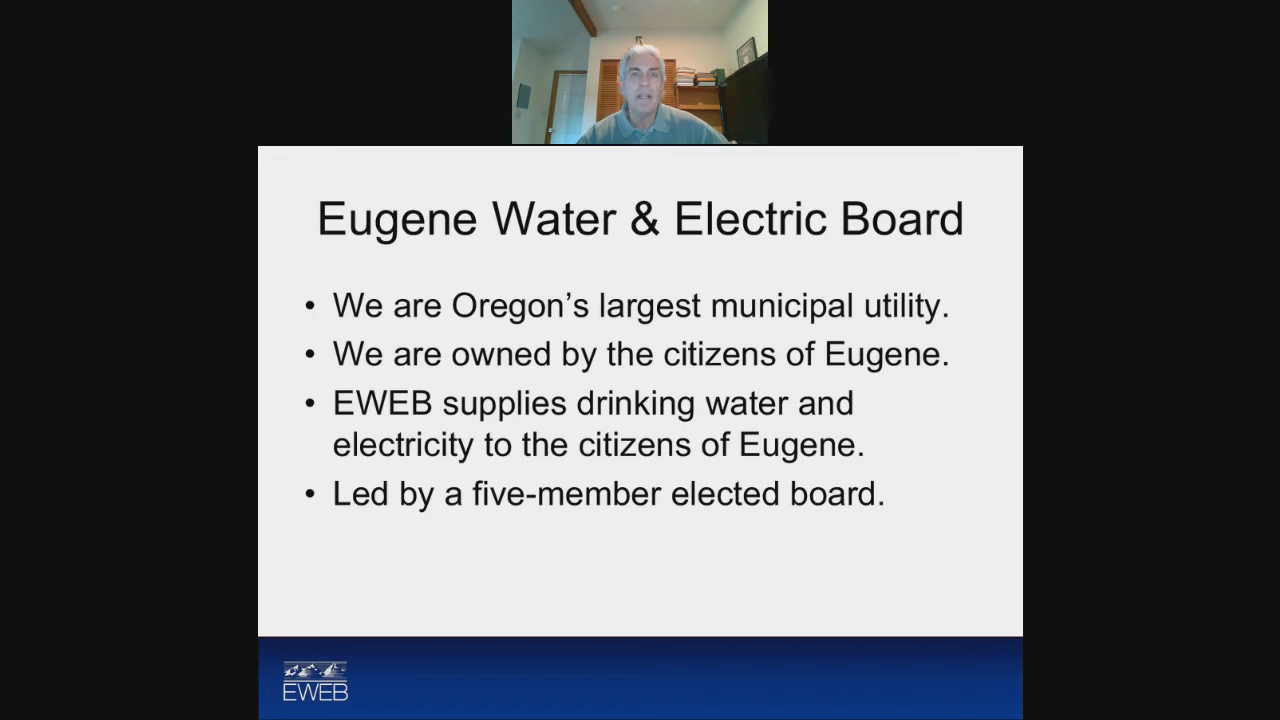 Eugene Water & Electric Board
• We are Oregon's largest municipal utility.
• We are owned by the citizens of Eugene.
• EWEB supplies drinking water and
electricity to the citizens of Eugene.
• Led by a five-member elected board.
EWEB